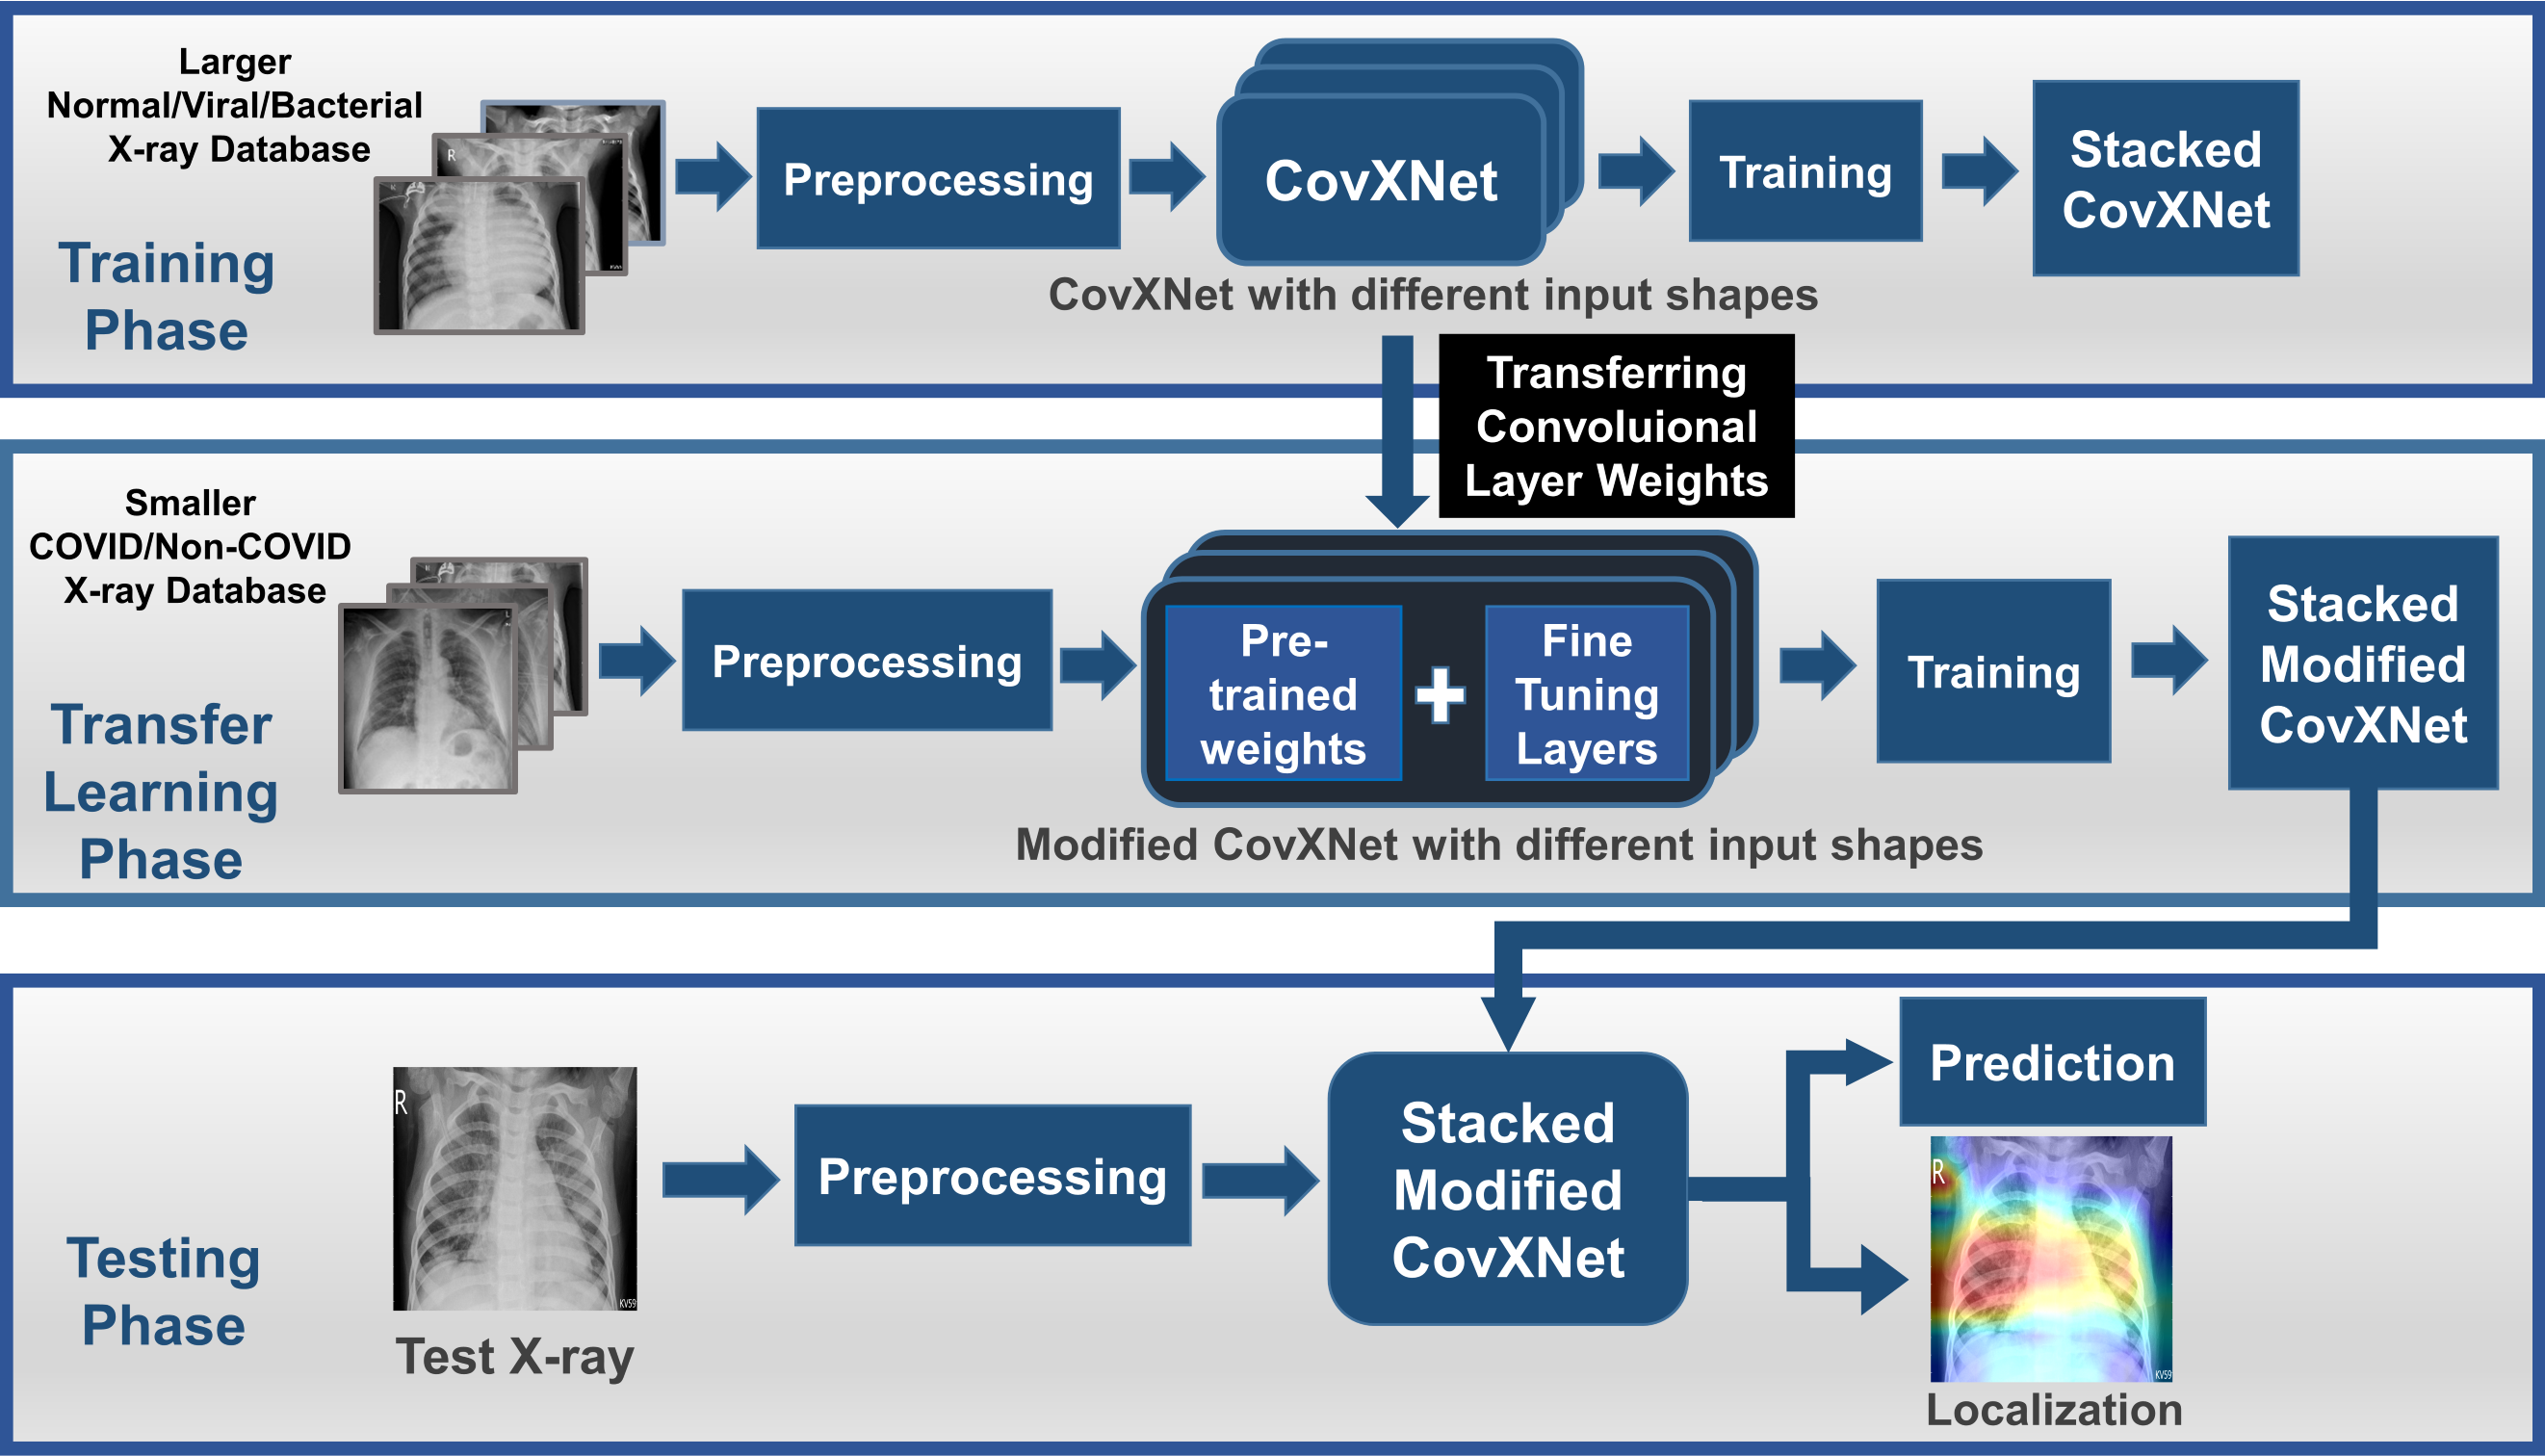 Larger
Normal/Viral/Bacterial
X-ray Database
R
Training
Phase
Preprocessing
CovXNet
Training
Stacked
CovXNet
CovXNet with different input shapes
Transferring
Convoluional
Layer Weights
Smaller
COVID/Non-COVID
X-ray Database
Transfer
Learning
Phase
Preprocessing
Pre-
trained
weights
Fine
Tuning
Layers
Training
Stacked
Modified
CovXNet
Modified CovXNet with different input shapes
Testing
Phase
R
KV59
Test X-ray
Preprocessing
Stacked
Modified
CovXNet
Prediction
R
KV59
Localization